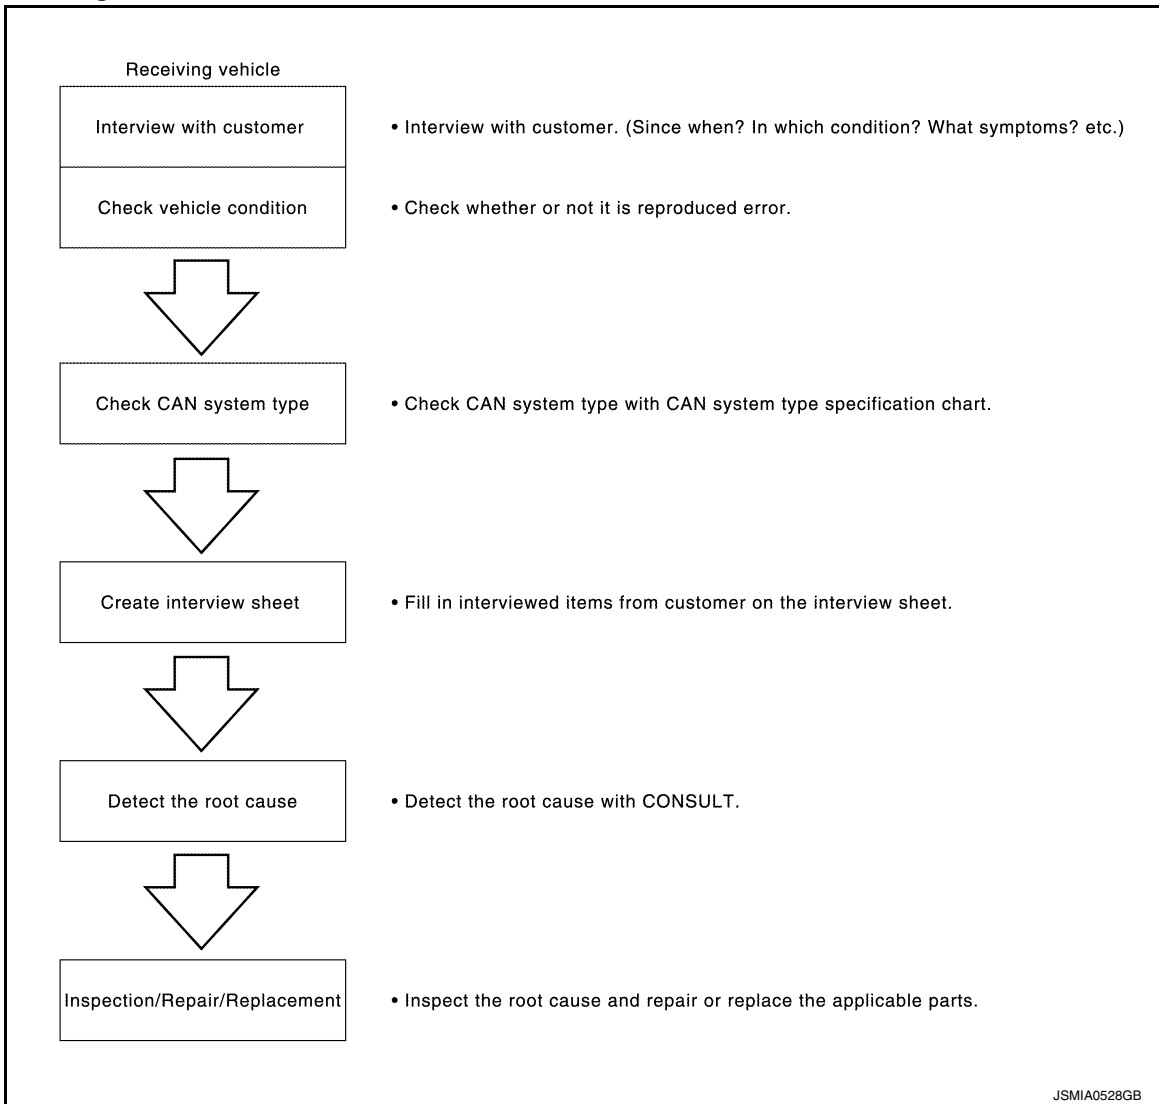 Receiving vehicle
Interview with customer
• Interview with customer. (Since when? In which condition? What symptoms? etc.)
Check vehicle condition
• Check whether or not it is reproduced error.
Check CAN system type
• Check CAN system type with CAN system type specification chart.
Create interview sheet
• Fill in interviewed items from customer on the interview sheet.
Detect the root cause
• Detect the root cause with CONSULT.
Inspection/Repair/Replacement
• Inspect the root cause and repair or replace the applicable parts.
JSMIA0528GB